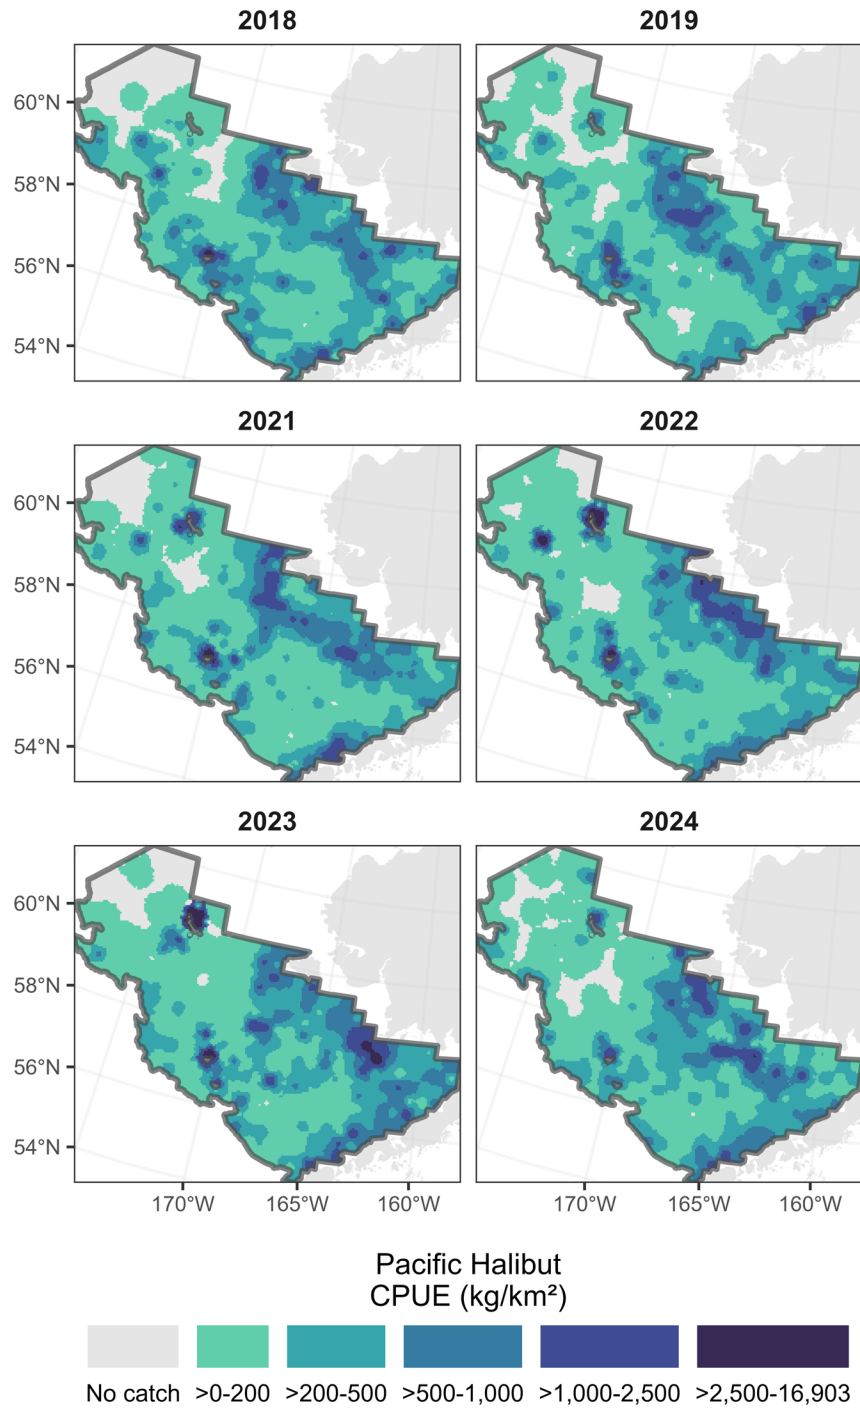 2018
2019
60°N
58°N
56°N
54°N
2021
2022
60°N
58°N
56°N
54°N
2023
2024
60°N
58°N
56°N
54°N
170°W
165°W
160°W
170°W
165°W
160°W
Pacific Halibut
CPUE (kg/km²)
No catch
>0-200
>200-500
>500-1,000
>1,000-2,500
>2,500-16,903